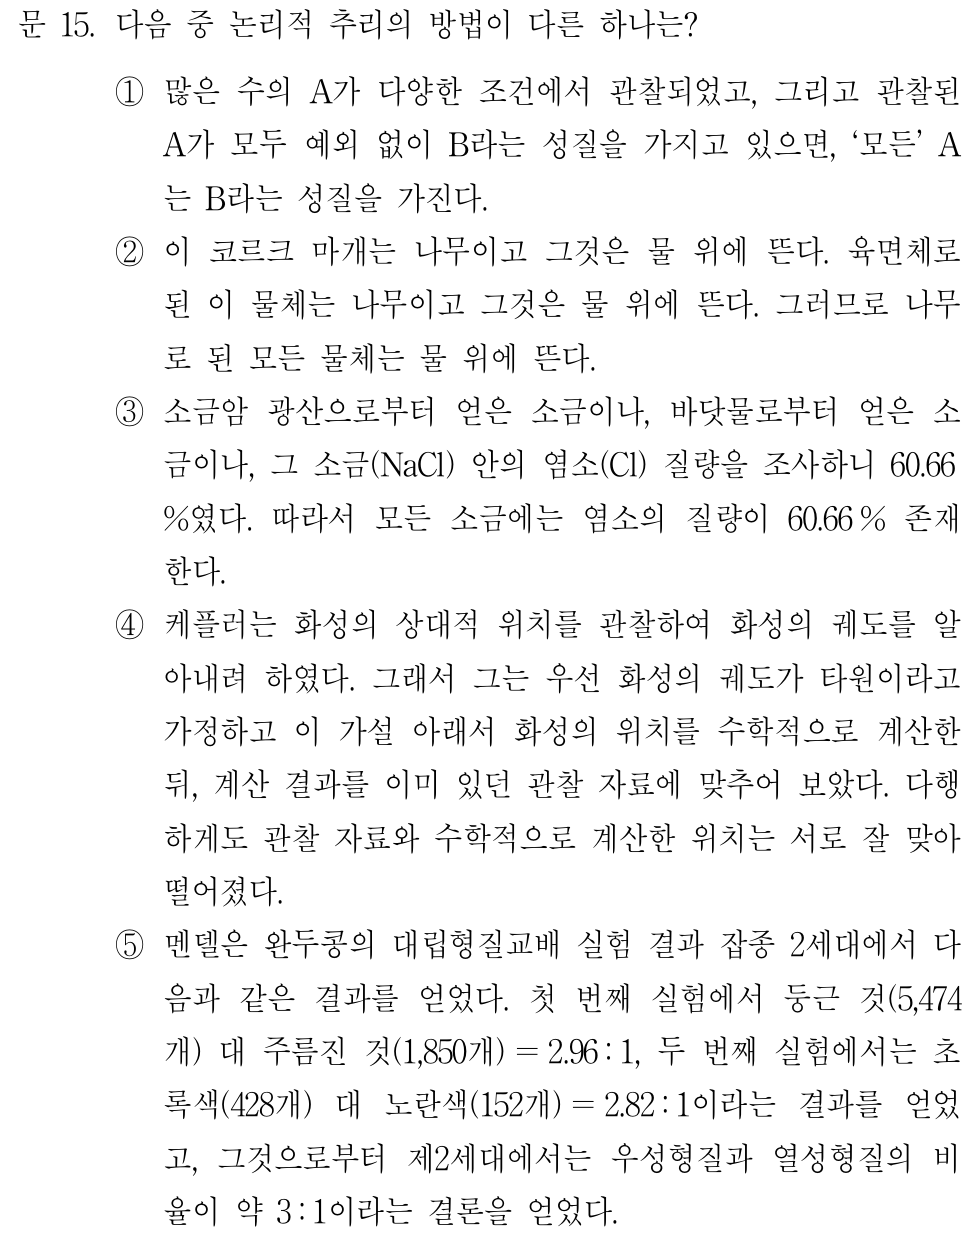 문 15. 다음 중 논리적 추리의 방법이 다른 하나는?
① 많은 수의 A가 다양한 조건에서 관찰되었고, 그리고 관찰된
A가 모두 예외 없이 B라는 성질을 가지고 있으면, ‘모든’ A
는 B라는 성질을 가진다.
② 이 코르크 마개는 나무이고 그것은 물 위에 뜬다. 육면체로
된 이 물체는 나무이고 그것은 물 위에 뜬다. 그러므로 나무
로 된 모든 물체는 물 위에 뜬다.
③ 소금암 광산으로부터 얻은 소금이나, 바닷물로부터 얻은 소
금이나, 그 소금(NaCl) 안의 염소(Cl) 질량을 조사하니 60.66
%였다. 따라서 모든 소금에는 염소의 질량이 60.66% 존재
한다.
④ 케플러는 화성의 상대적 위치를 관찰하여 화성의 궤도를 알
아내려 하였다. 그래서 그는 우선 화성의 궤도가 타원이라고
가정하고 이 가설 아래서 화성의 위치를 수학적으로 계산한
뒤, 계산 결과를 이미 있던 관찰 자료에 맞추어 보았다. 다행
하게도 관찰 자료와 수학적으로 계산한 위치는 서로 잘 맞아
떨어졌다.
⑤ 멘델은 완두콩의 대립형질교배 실험 결과 잡종 2세대에서 다
음과 같은 결과를 얻었다. 첫 번째 실험에서 둥근 것(5,474
개) 대 주름진 것(1,850개) = 2.96 : 1, 두 번째 실험에서는 초
록색(428개) 대 노란색(152개) = 2.82 : 1이라는 결과를 얻었
고, 그것으로부터 제2세대에서는 우성형질과 열성형질의 비
율이 약 3 : 1이라는 결론을 얻었다.